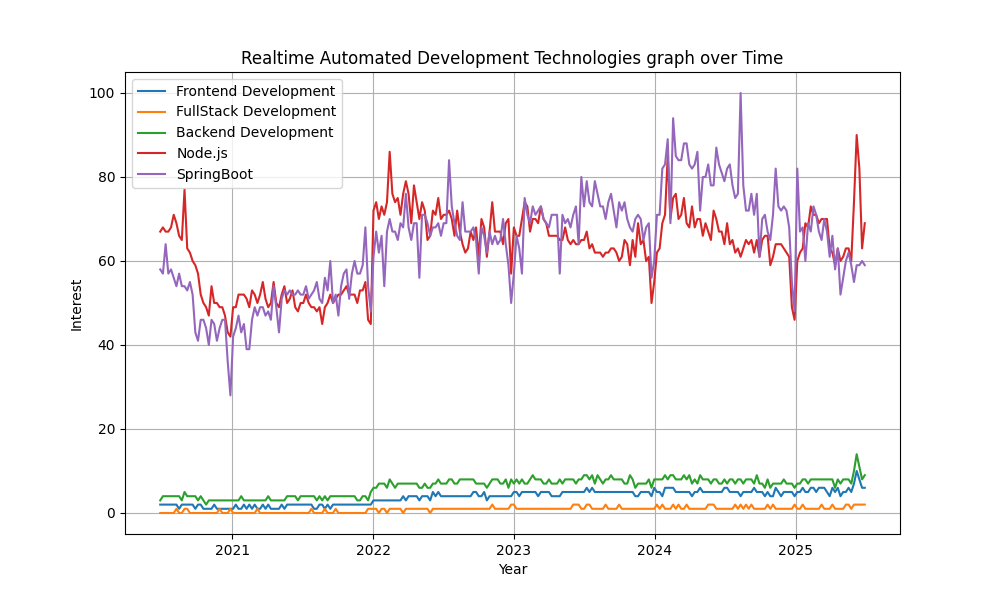 Realtime Automated Development Technologies graph over Time
Frontend Development
FullStack Development
Backend Development
Node.js
SpringBoot
100
80
60
40
20
0
Interest
2021
2022
2023
2024
2025
Year